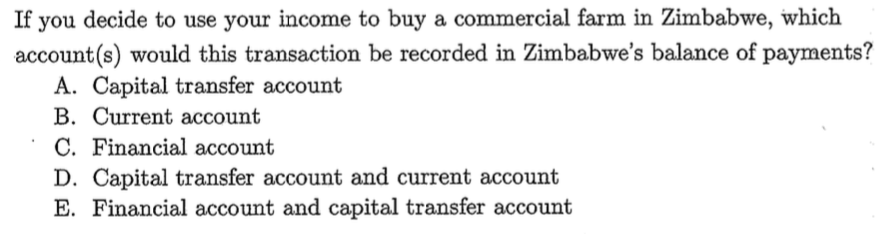 If you decide to use your income to buy a commercial farm in Zimbabwe, which
account(s) would this transaction be recorded in Zimbabwe's balance of payments?
A. Capital transfer account
B. Current account
C. Financial account
D. Capital transfer account and current account
E. Financial account and capital transfer account